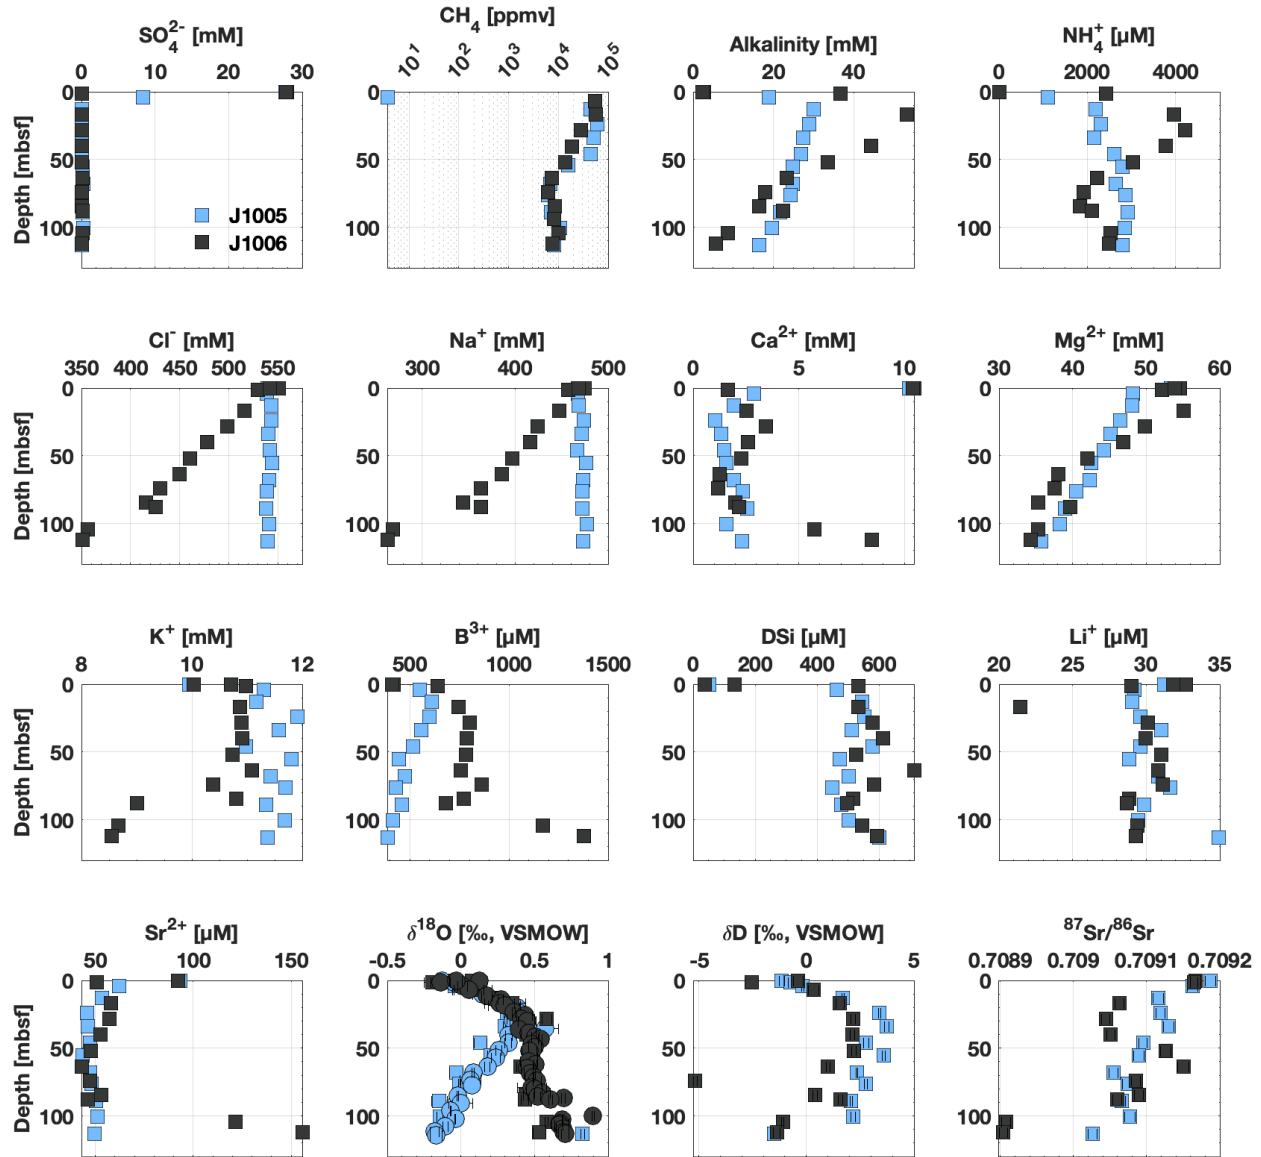 SO₄²⁻ [mM] CH₄ [ppmv] Alkalinity [mM] NH₄⁺ [µM]
0 10 20 30 10¹ 10² 10³ 10⁴ 10⁵ 0 20 40 0 2000 4000
Depth [mbsf]
0 0 0 0
50 50 50 50
100 100 100 100
J1005
J1006
Cl⁻ [mM] Na⁺ [mM] Ca²⁺ [mM] Mg²⁺ [mM]
350 400 450 500 550 300 400 500 0 5 10 30 40 50 60
Depth [mbsf]
0 0 0 0
50 50 50 50
100 100 100 100
K⁺ [mM] B³⁺ [µM] DSi [µM] Li⁺ [µM]
8 10 12 500 1000 1500 0 200 400 600 20 25 30 35
Depth [mbsf]
0 0 0 0
50 50 50 50
100 100 100 100
Sr²⁺ [µM] δ¹⁸O [‰, VSMOW] δD [‰, VSMOW] ⁸⁷Sr/⁸⁶Sr
50 100 150 -0.5 0 0.5 1 -5 0 5 0.7089 0.709 0.7091 0.7092
Depth [mbsf]
0 0 0 0
50 50 50 50
100 100 100 100